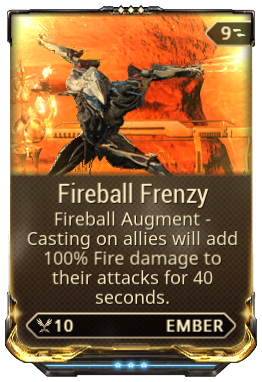 9
Fireball Frenzy
Fireball Augment -
Casting on allies will add
100% Fire damage to
their attacks for 40
seconds.
10 EMBER